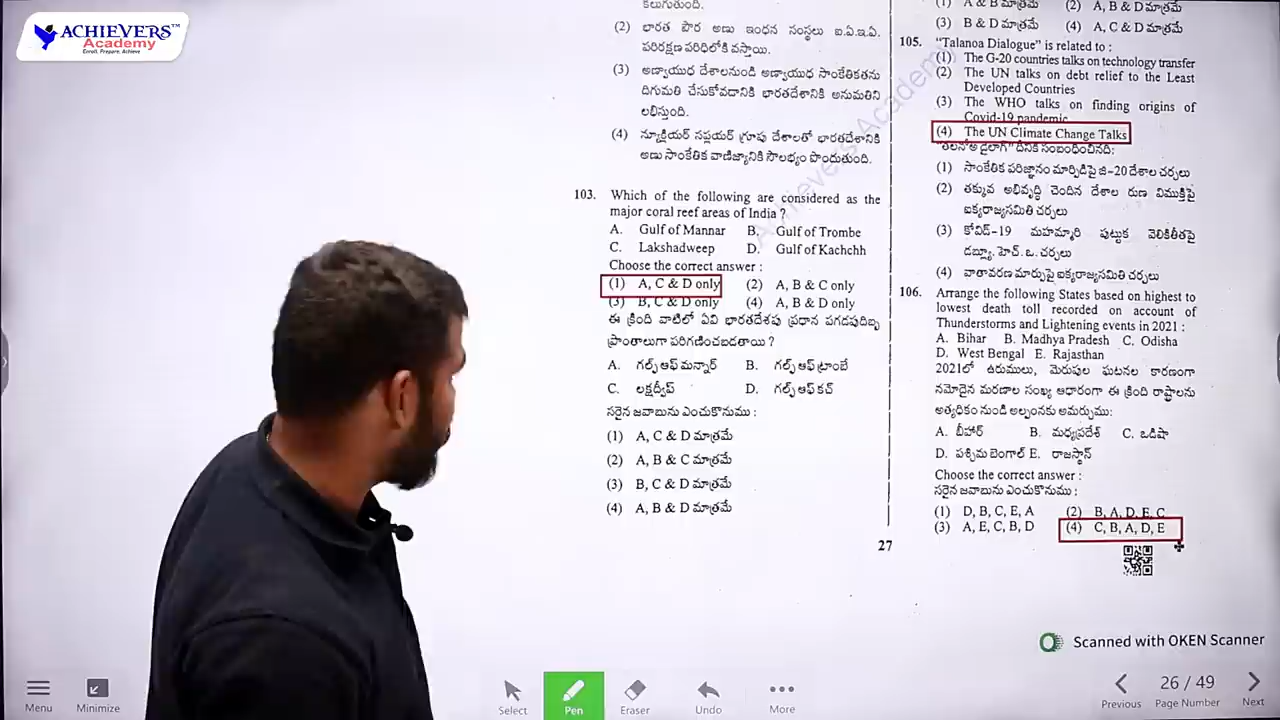 ACHIEVERS
Academy
Enroll. Prepare. Achieve
కలుగుతుంది.
(2) భారత పౌర అణు ఇంధన సంస్థలు ఐ.ఏ.ఇ.ఏ.
పరిరక్షణ పరిధిలోకి వస్తాయి.
(3) అణ్వాయుధ దేశాలనుండి అణ్వాయుధ సాంకేతికతను
దిగుమతి చేసుకోవడానికి భారతదేశానికి అనుమతిని
లభిస్తుంది.
(4) న్యూక్లియర్ సప్లయర్ గ్రూపు దేశాలతో భారతదేశానికి
అణు సాంకేతిక వాణిజ్యానికి సౌలభ్యం పొందుతుంది.
103. Which of the following are considered as the
major coral reef areas of India ?
A. Gulf of Mannar B. Gulf of Trombe
C. Lakshadweep D. Gulf of Kachchh
Choose the correct answer :
(1) A, C & D only (2) A, B & C only
(3) B, C & D only (4) A, B & D only
ఈ క్రింది వాటిలో ఏవి భారతదేశపు ప్రధాన పగడపుదిబ్బ
ప్రాంతాలుగా పరిగణించబడతాయి ?
A. గల్ఫ్ ఆఫ్ మన్నార్ B. గల్ఫ్ ఆఫ్ ట్రాంబే
C. లక్షద్వీప్ D. గల్ఫ్ ఆఫ్ కచ్
సరైన జవాబును ఎంచుకొనుము :
(1) A, C & D మాత్రమే
(2) A, B & C మాత్రమే
(3) B, C & D మాత్రమే
(4) A, B & D మాత్రమే
27
(1) A & B మాత్రమే (2) A, B & D మాత్రమే
(3) B & D మాత్రమే (4) A, C & D మాత్రమే
105. "Talanoa Dialogue" is related to :
(1) The G-20 countries talks on technology transfer
(2) The UN talks on debt relief to the Least
Developed Countries
(3) The WHO talks on finding origins of
Covid-19 pandemic
(4) The UN Climate Change Talks
"తలనోఅ డైలాగ్" దేనికి సంబంధించినది:
(1) సాంకేతిక పరిజ్ఞానం మార్పిడిపై జి-20 దేశాల చర్చలు
(2) తక్కువ అభివృద్ధి చెందిన దేశాల రుణ విముక్తిపై
ఐక్యరాజ్యసమితి చర్చలు
(3) కోవిడ్-19 మహమ్మారి పుట్టుక వెలికితీతపై
డబ్ల్యూ. హెచ్. ఒ. చర్చలు
(4) వాతావరణ మార్పుపై ఐక్యరాజ్యసమితి చర్చలు
106. Arrange the following States based on highest to
lowest death toll recorded on account of
Thunderstorms and Lightening events in 2021 :
A. Bihar B. Madhya Pradesh C. Odisha
D. West Bengal E. Rajasthan
2021లో ఉరుములు, మెరుపుల ఘటనల కారణంగా
నమోదైన మరణాల సంఖ్య ఆధారంగా ఈ క్రింది రాష్ట్రాలను
అత్యధికం నుండి అల్పంనకు అమర్చుము:
A. బీహార్ B. మధ్యప్రదేశ్ C. ఒడిషా
D. పశ్చిమ బెంగాల్ E. రాజస్థాన్
Choose the correct answer :
సరైన జవాబును ఎంచుకొనుము :
(1) D, B, C, E, A (2) B, A, D, E, C
(3) A, E, C, B, D (4) C, B, A, D, E
Achievers Academy
Scanned with OKEN Scanner
Menu Minimize Select Pen Eraser Undo More Previous 26 / 49 Page Number Next